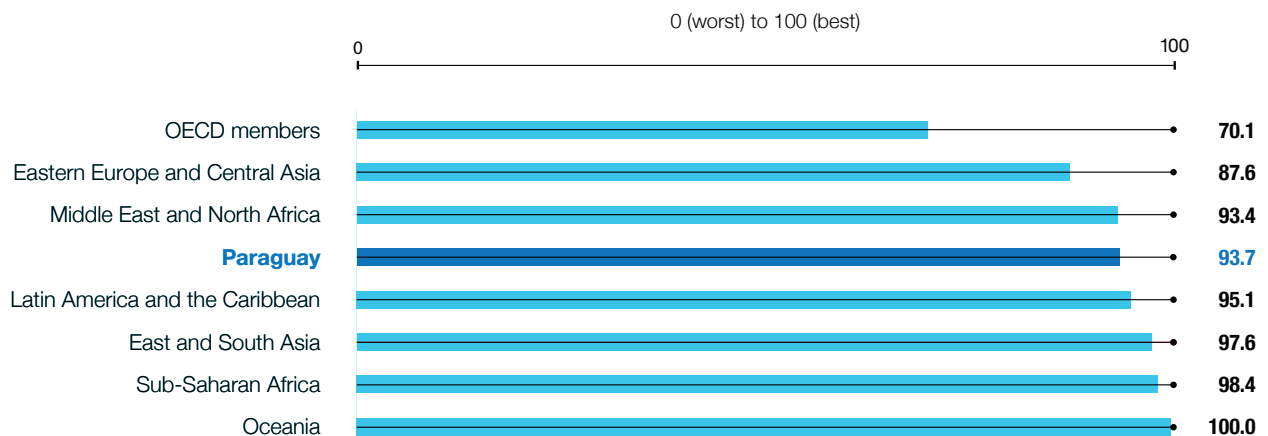 0 (worst) to 100 (best)
0 100
OECD members 70.1
Eastern Europe and Central Asia 87.6
Middle East and North Africa 93.4
Paraguay 93.7
Latin America and the Caribbean 95.1
East and South Asia 97.6
Sub-Saharan Africa 98.4
Oceania 100.0